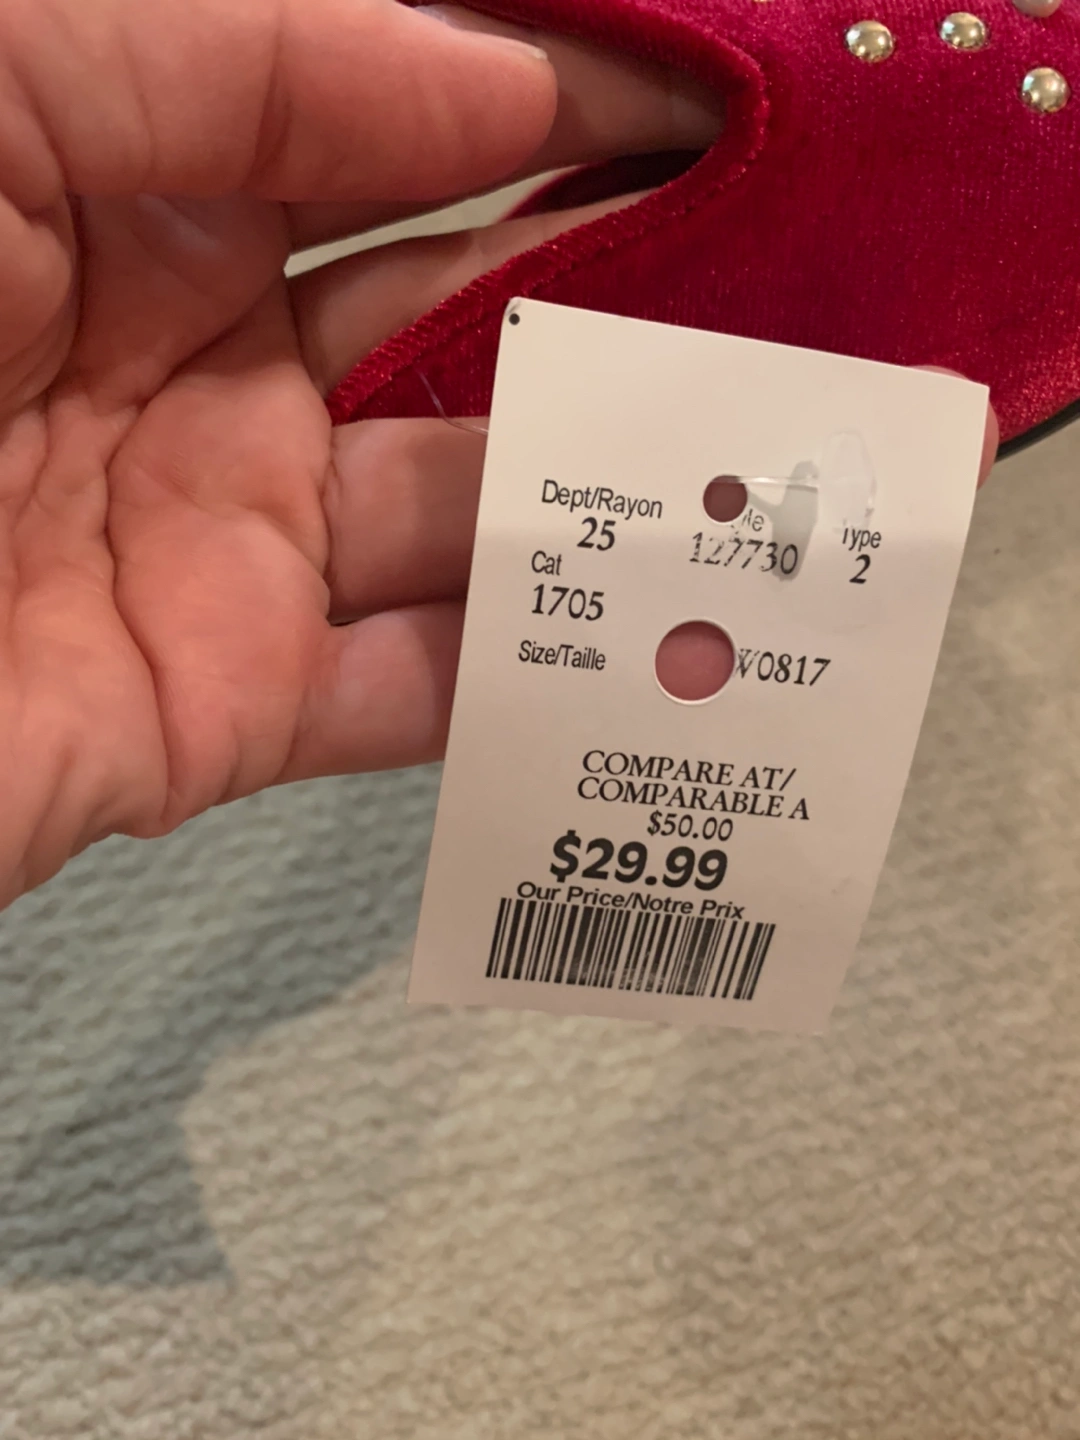 Dept/Rayon
25
Type
127730
2
Cat
1705
Size/Taille
0817
COMPARE AT/
COMPARABLE A
$50.00
$29.99
Our Price/Notre Prix